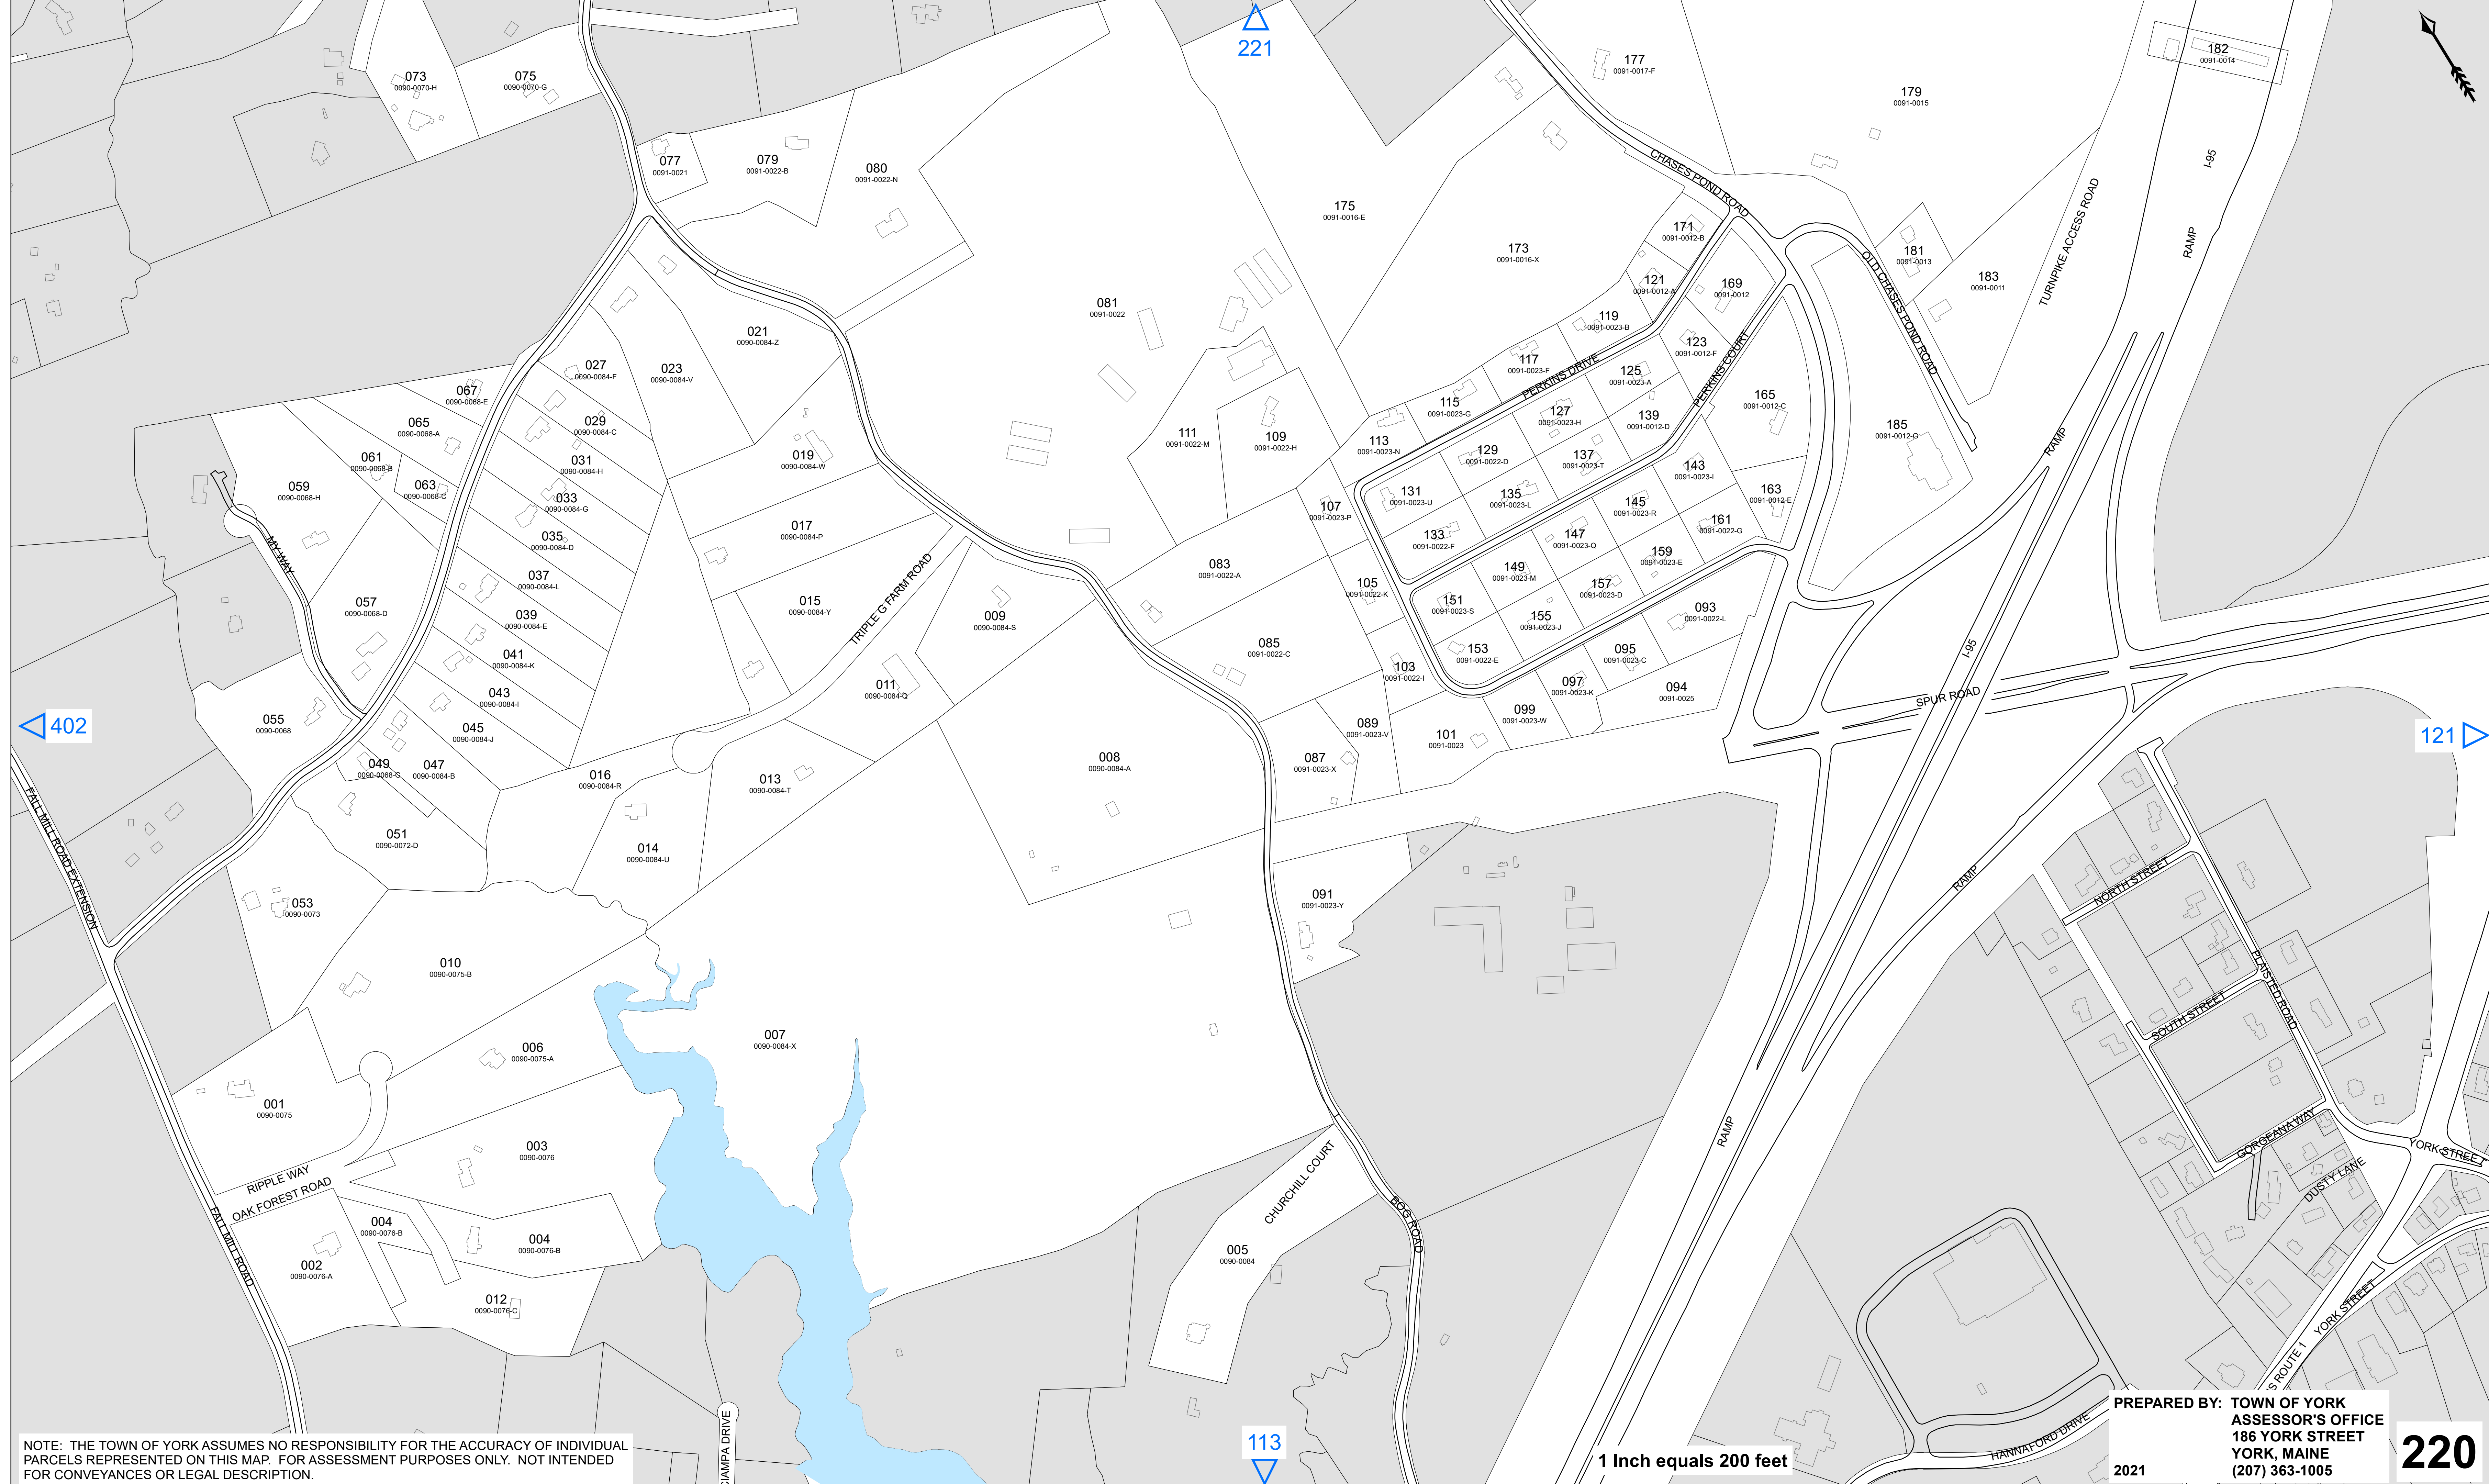 221
177
0091-0017-F
182
0091-0014
073
0090-0070-H
075
0090-0070-G
179
0091-0015
I-95
077
0091-0021
079
0091-0022-B
080
0091-0022-N
CHASES POND ROAD
TURNPIKE ACCESS ROAD
RAMP
175
0091-0016-E
173
0091-0016-X
171
0091-0012-B
181
0091-0013
183
0091-0011
OLD CHASES POND ROAD
121
0091-0012-A
169
0091-0012
081
0091-0022
021
0090-0084-Z
119
0091-0023-B
123
0091-0012-F
PERKINS COURT
027
0090-0084-F
023
0090-0084-V
117
0091-0023-F
PERKINS DRIVE
125
0091-0023-A
165
0091-0012-C
067
0090-0068-E
065
0090-0068-A
029
0090-0084-C
115
0091-0023-G
127
0091-0023-H
139
0091-0012-D
185
0091-0012-G
RAMP
111
0091-0022-M
109
0091-0022-H
113
0091-0023-N
129
0091-0022-D
137
0091-0023-T
143
0091-0023-I
061
0090-0068-B
031
0090-0084-H
019
0090-0084-W
059
0090-0068-H
063
0090-0068-C
033
0090-0084-G
107
0091-0023-P
131
0091-0023-U
135
0091-0023-L
145
0091-0023-R
163
0091-0012-E
161
0091-0022-G
MY WAY
035
0090-0084-D
017
0090-0084-P
133
0091-0022-F
147
0091-0023-Q
159
0091-0023-E
037
0090-0084-L
083
0091-0022-A
105
0091-0022-K
149
0091-0023-M
157
0091-0023-D
057
0090-0068-D
039
0090-0084-E
015
0090-0084-Y
TRIPLE G FARM ROAD
009
0090-0084-S
151
0091-0023-S
155
0091-0023-J
093
0091-0022-L
041
0090-0084-K
085
0091-0022-C
103
0091-0022-I
153
0091-0022-E
095
0091-0023-C
I-95
043
0090-0084-I
011
0090-0084-Q
097
0091-0023-K
094
0091-0025
SPUR ROAD
402
055
0090-0068
045
0090-0084-J
099
0091-0023-W
089
0091-0023-V
101
0091-0023
121
049
0090-0068-G
047
0090-0084-B
016
0090-0084-R
013
0090-0084-T
008
0090-0084-A
087
0091-0023-X
FALL MILL ROAD EXTENSION
051
0090-0072-D
014
0090-0084-U
RAMP
NORTH STREET
053
0090-0073
091
0091-0023-Y
010
0090-0075-B
PLAISTED ROAD
SOUTH STREET
006
0090-0075-A
007
0090-0084-X
001
0090-0075
RAMP
GORGEANA WAY
YORK STREET
003
0090-0076
RIPPLE WAY
OAK FOREST ROAD
CHURCHILL COURT
DUSTY LANE
004
0090-0076-B
004
0090-0076-B
BOG ROAD
005
0090-0084
FALL MILL ROAD
002
0090-0076-A
012
0090-0076-C
YORK STREET
US ROUTE 1
CIAMPA DRIVE
HANNAFORD DRIVE
113
1 Inch equals 200 feet
NOTE: THE TOWN OF YORK ASSUMES NO RESPONSIBILITY FOR THE ACCURACY OF INDIVIDUAL
PARCELS REPRESENTED ON THIS MAP. FOR ASSESSMENT PURPOSES ONLY. NOT INTENDED
FOR CONVEYANCES OR LEGAL DESCRIPTION.
PREPARED BY: TOWN OF YORK
ASSESSOR'S OFFICE
186 YORK STREET
YORK, MAINE
2021 (207) 363-1005
220